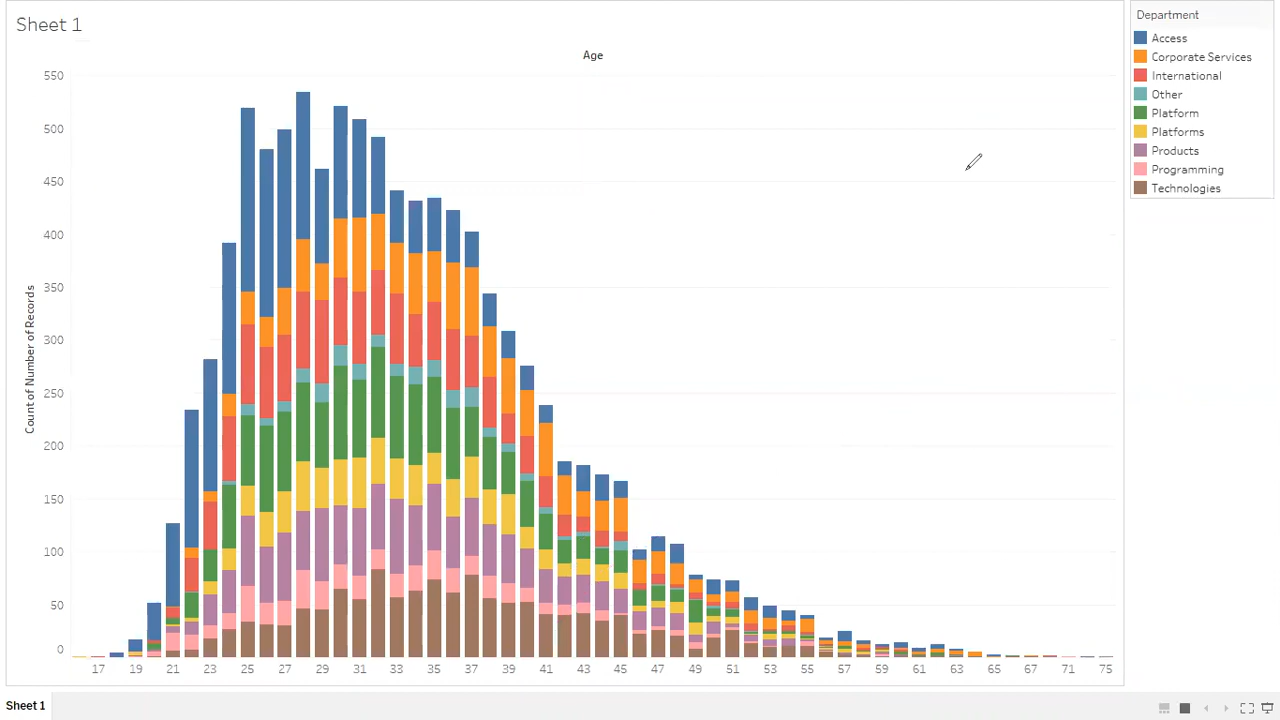 Sheet 1
Age
Department
Access
Corporate Services
International
Other
Platform
Platforms
Products
Programming
Technologies
Count of Number of Records
550
500
450
400
350
300
250
200
150
100
50
0
17 19 21 23 25 27 29 31 33 35 37 39 41 43 45 47 49 51 53 55 57 59 61 63 65 67 71 75
Sheet 1